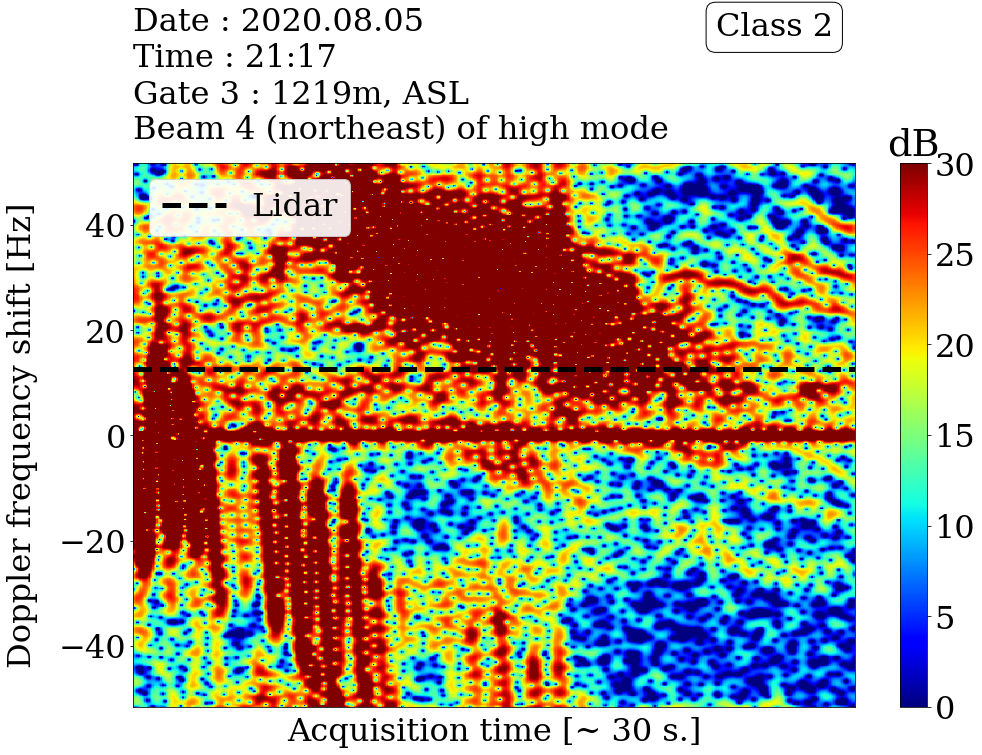 Date : 2020.08.05
Time : 21:17
Gate 3 : 1219m, ASL
Beam 4 (northeast) of high mode
Class 2
dB
Lidar
Doppler frequency shift [Hz]
40
20
0
−20
−40
30
25
20
15
10
5
0
Acquisition time [~ 30 s.]